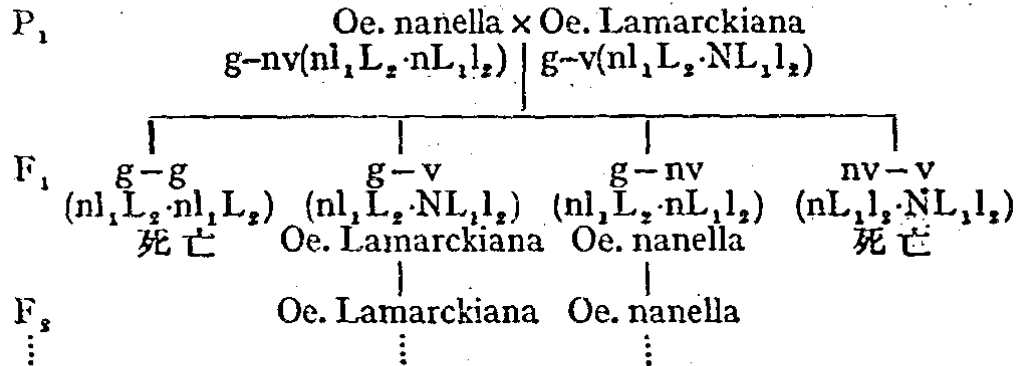 P₁ Oe. nanella × Oe. Lamarckiana
g–nv(nl₁L₂·nL₁l₂) g–v(nl₁L₂·NL₁l₂)
F₁ g–g g–v g–nv nv–v
(nl₁L₂·nl₁L₂) (nl₁L₂·NL₁l₂) (nl₁L₂·nL₁l₂) (nL₁l₂·NL₁l₂)
死亡 Oe. Lamarckiana Oe. nanella 死亡
F₂ Oe. Lamarckiana Oe. nanella